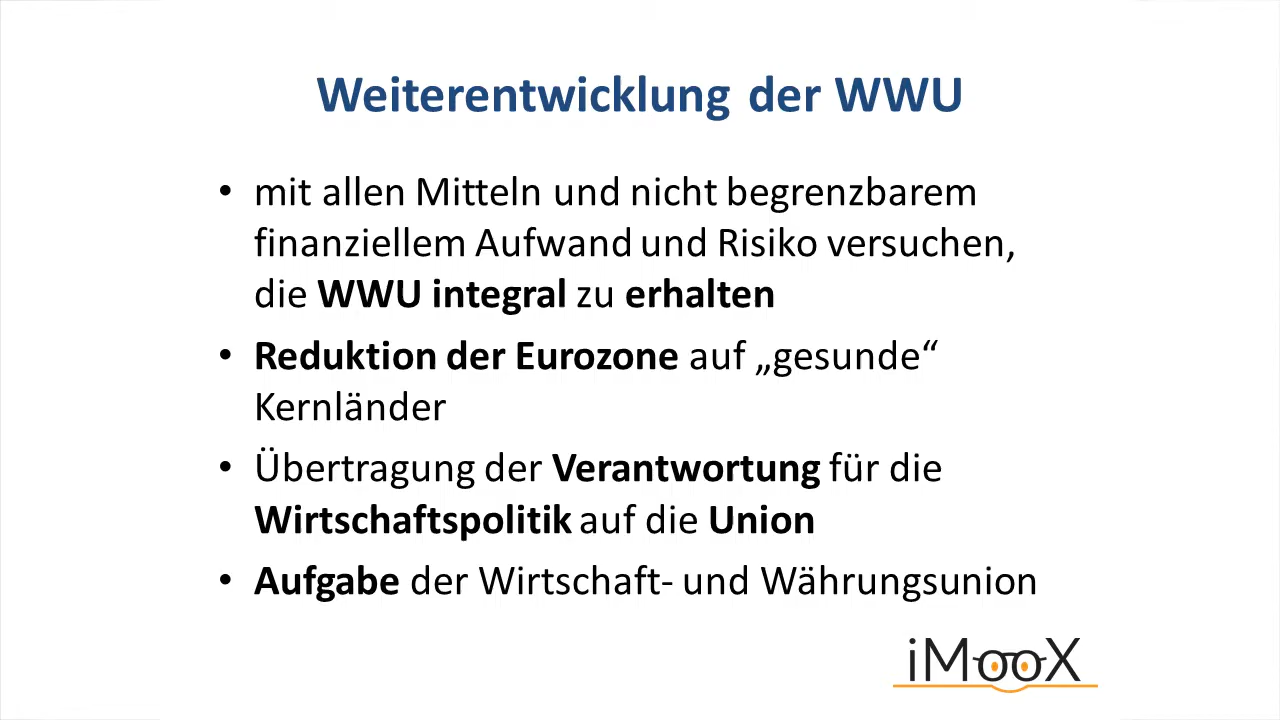 Weiterentwicklung der WWU
• mit allen Mitteln und nicht begrenzbarem
finanziellem Aufwand und Risiko versuchen,
die WWU integral zu erhalten
• Reduktion der Eurozone auf „gesunde“
Kernländer
• Übertragung der Verantwortung für die
Wirtschaftspolitik auf die Union
• Aufgabe der Wirtschaft- und Währungsunion
iMooX